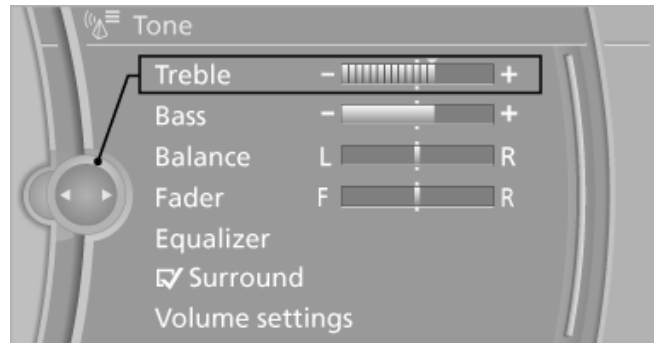 Tone
Treble - +
Bass - +
Balance L R
Fader F R
Equalizer
Surround
Volume settings